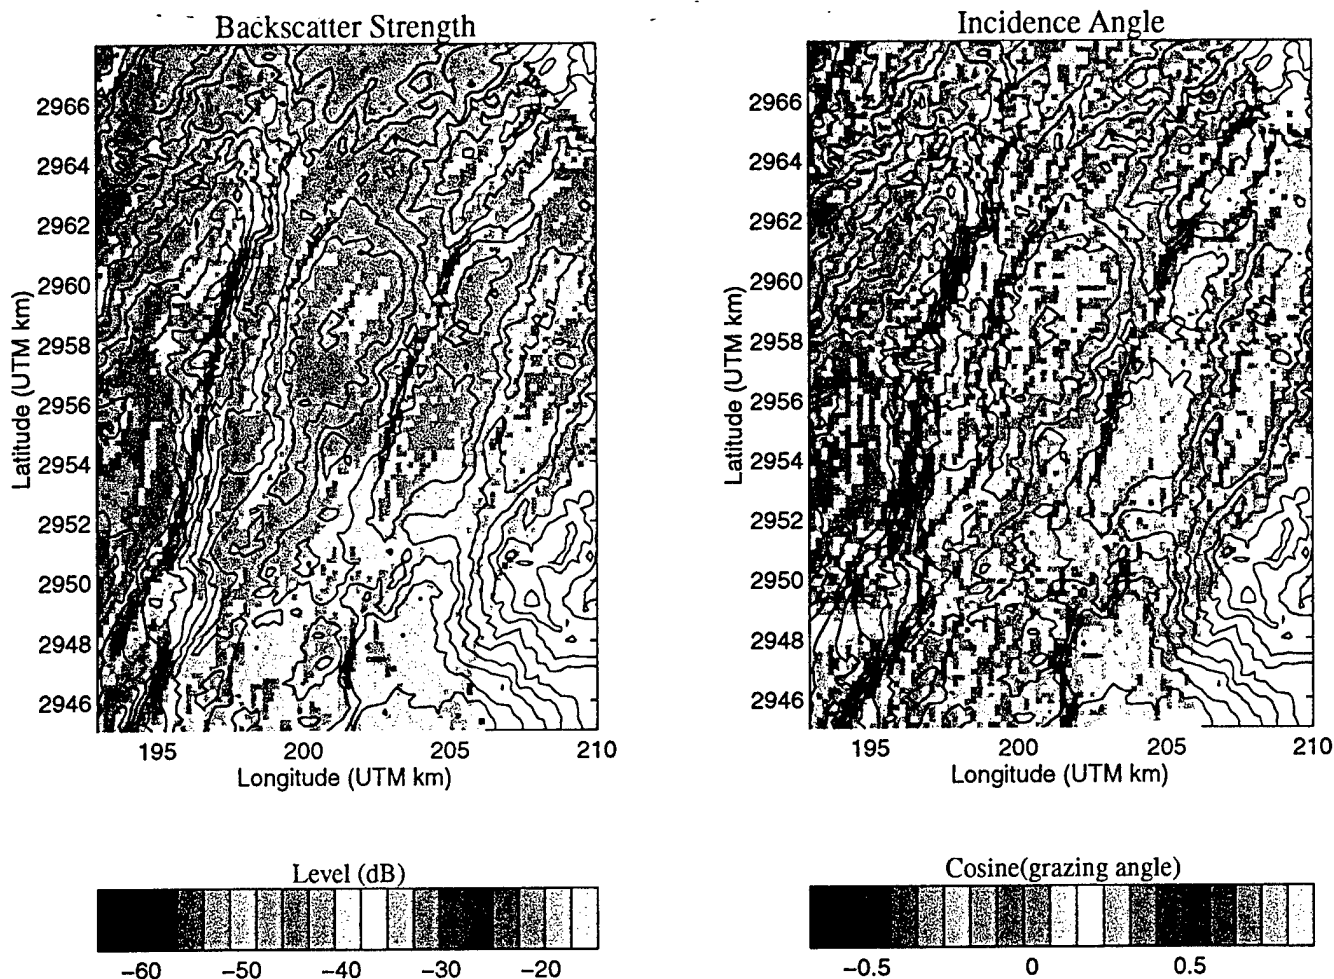 Backscatter Strength
2966
2964
2962
2960
2958
2956
2954
2952
2950
2948
2946
Latitude (UTM km)
195 200 205 210
Longitude (UTM km)
Level (dB)
−60 −50 −40 −30 −20
Incidence Angle
2966
2964
2962
2960
2958
2956
2954
2952
2950
2948
2946
Latitude (UTM km)
195 200 205 210
Longitude (UTM km)
Cosine(grazing angle)
−0.5 0 0.5